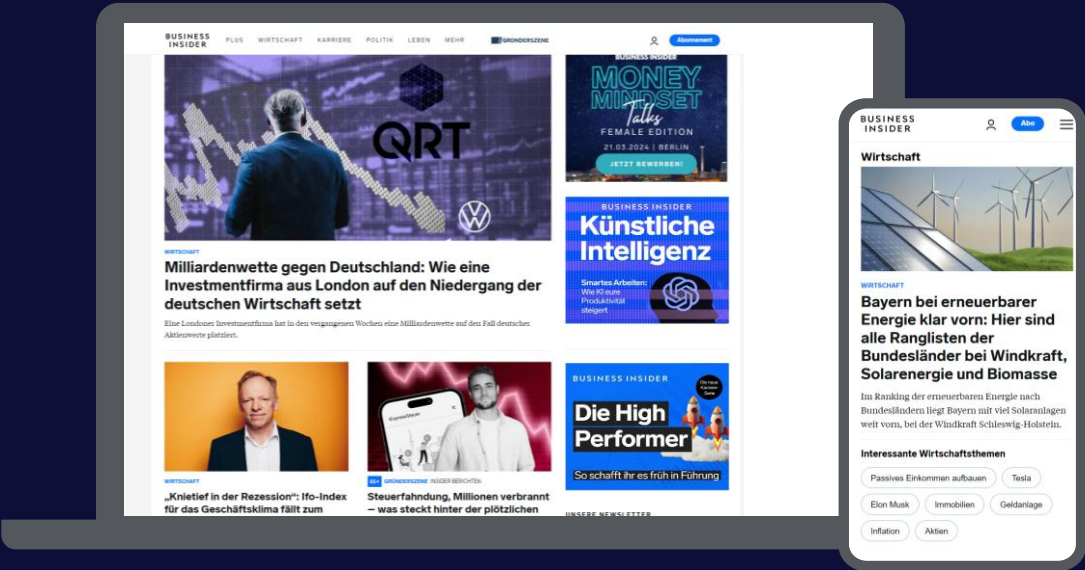 BUSINESS
INSIDER
PLUS WIRTSCHAFT KARRIERE POLITIK LEBEN MEHR GRÜNDERSZENE
Abonnement
QRT
WIRTSCHAFT
Milliardenwette gegen Deutschland: Wie eine
Investmentfirma aus London auf den Niedergang der
deutschen Wirtschaft setzt
Eine Londoner Investmentfirma hat in den vergangenen Wochen eine Milliardenwette auf den Fall deutscher
Aktienwerte platziert.
WIRTSCHAFT
„Knietief in der Rezession“: Ifo-Index
für das Geschäftsklima fällt zum
ExpressSteuer
GRÜNDERSZENE INSIDER BERICHTEN
Steuerfahndung, Millionen verbrannt
– was steckt hinter der plötzlichen
BUSINESS INSIDER
MONEY
MINDSET
Talks
FEMALE EDITION
21.03.2024 | BERLIN
JETZT BEWERBEN!
BUSINESS INSIDER
Künstliche
Intelligenz
Smartes Arbeiten:
Wie KI eure
Produktivität
steigert
BUSINESS INSIDER
Die neue
Karriere-
Serie
Die High
Performer
So schafft ihr es früh in Führung
UNSERE NEWSLETTER
BUSINESS
INSIDER
Abo
Wirtschaft
WIRTSCHAFT
Bayern bei erneuerbarer
Energie klar vorn: Hier sind
alle Ranglisten der
Bundesländer bei Windkraft,
Solarenergie und Biomasse
Im Ranking der erneuerbaren Energie nach
Bundesländern liegt Bayern mit viel Solaranlagen
weit vorn, bei der Windkraft Schleswig-Holstein.
Interessante Wirtschaftsthemen
Passives Einkommen aufbauen
Tesla
Elon Musk
Immobilien
Geldanlage
Inflation
Aktien